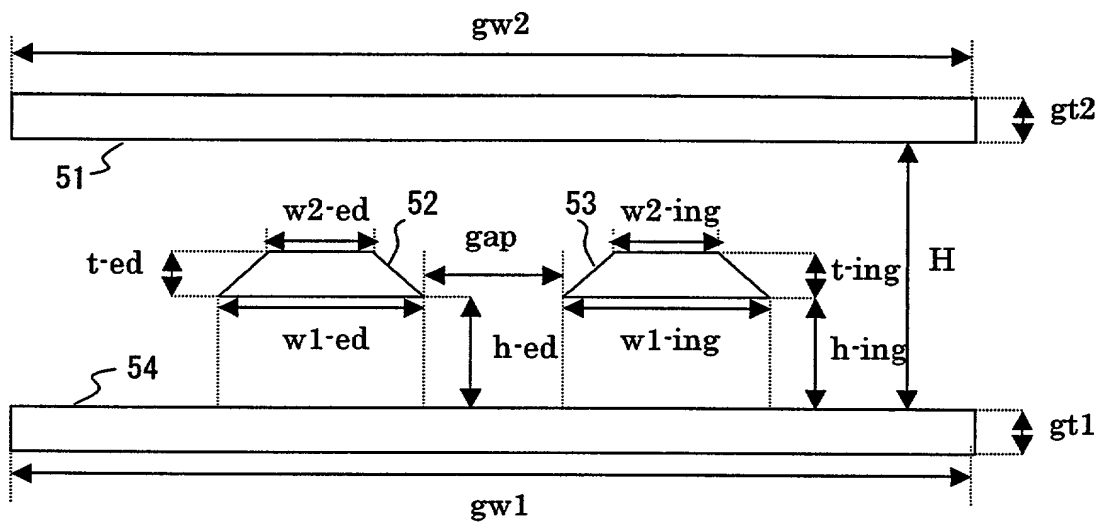 gw2
gt2
51
w2-ed
52
53
w2-ing
t-ed
gap
t-ing
H
w1-ed
h-ed
w1-ing
h-ing
54
gt1
gw1